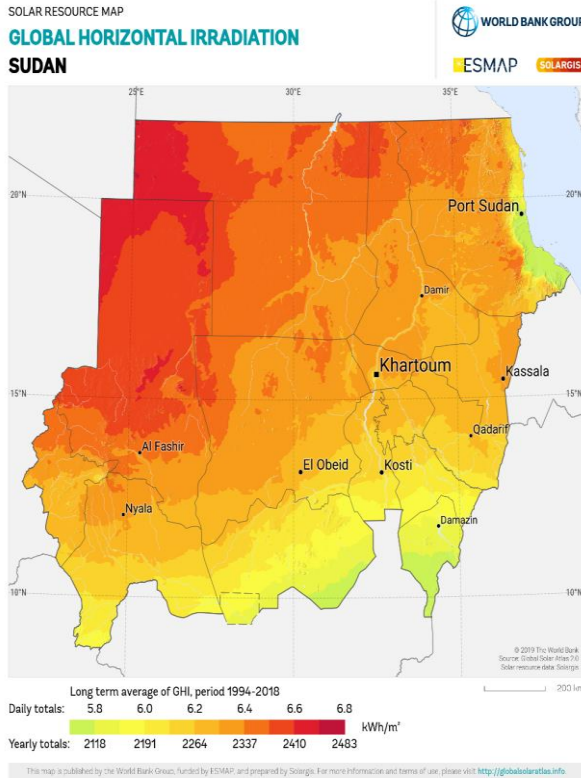 SOLAR RESOURCE MAP
GLOBAL HORIZONTAL IRRADIATION
SUDAN
WORLD BANK GROUP
ESMAP
SOLARGIS
25°E
30°E
35°E
20°N
20°N
Port Sudan
Damir
Khartoum
Kassala
15°N
15°N
Qadarif
Al Fashir
El Obeid
Kosti
Nyala
Damazin
10°N
10°N
© 2019 The World Bank
Source: Global Solar Atlas 2.0
Solar resource data: Solargis
200 km
Long term average of GHI, period 1994-2018
Daily totals: 5.8 6.0 6.2 6.4 6.6 6.8
kWh/m²
Yearly totals: 2118 2191 2264 2337 2410 2483
This map is published by the World Bank Group, funded by ESMAP, and prepared by Solargis. For more information and terms of use, please visit http://globalsolaratlas.info